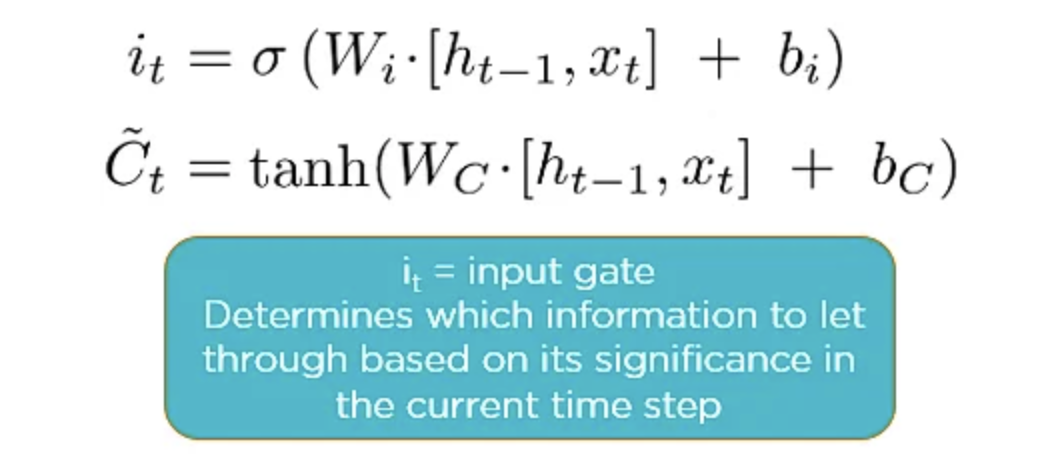 i_t = σ (W_i · [h_{t−1}, x_t] + b_i)
C̃_t = tanh(W_C · [h_{t−1}, x_t] + b_C)
i_t = input gate
Determines which information to let
through based on its significance in
the current time step